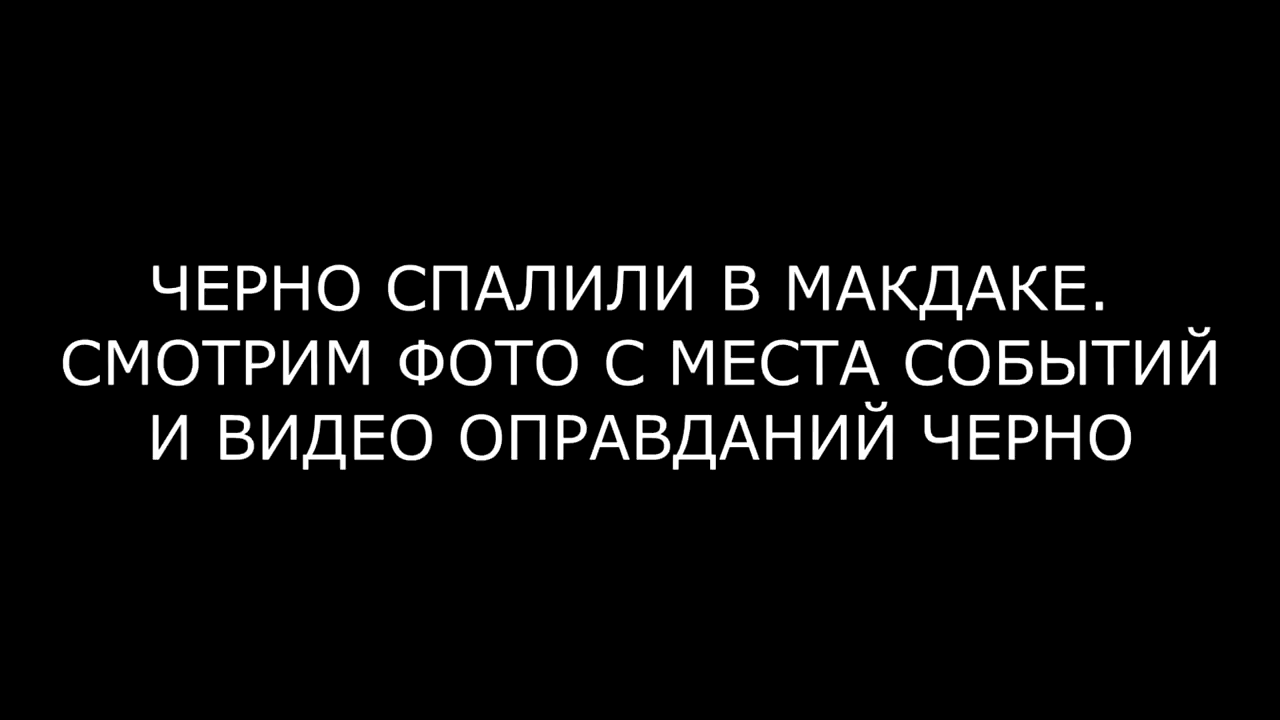 ЧЕРНО СПАЛИЛИ В МАКДАКЕ.
СМОТРИМ ФОТО С МЕСТА СОБЫТИЙ
И ВИДЕО ОПРАВДАНИЙ ЧЕРНО